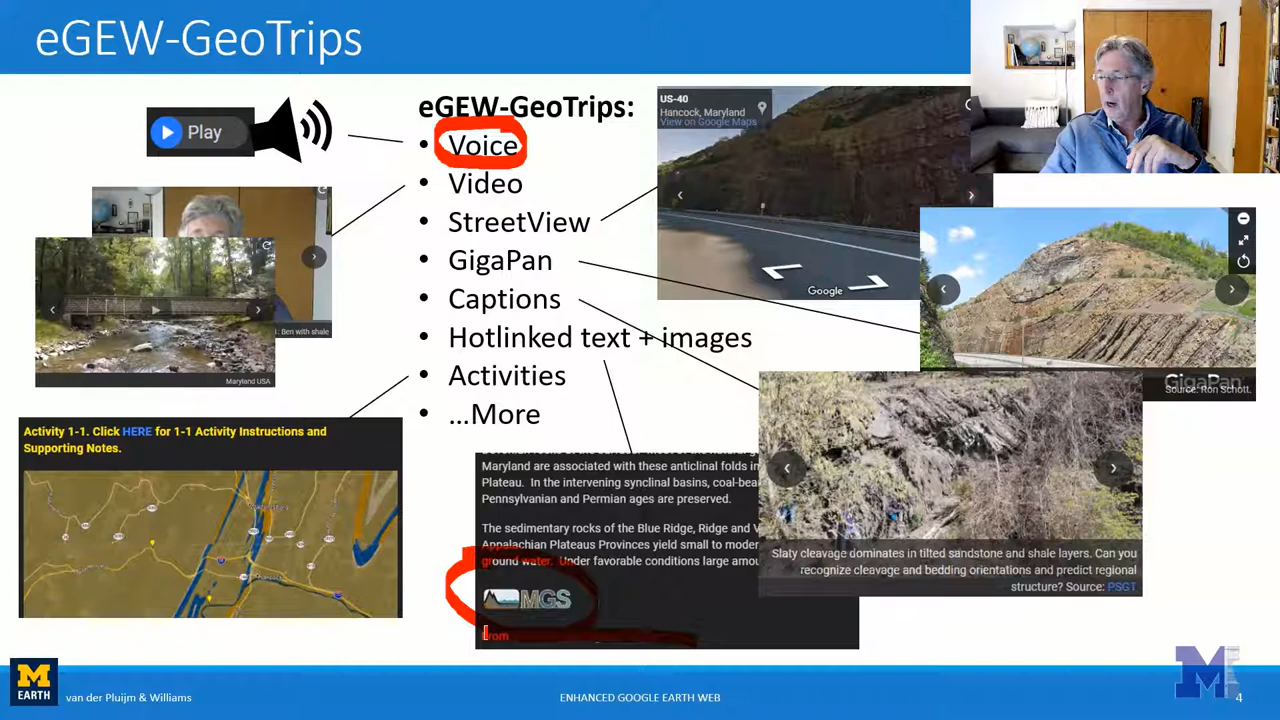 eGEW-GeoTrips
Play
eGEW-GeoTrips:
• Voice
• Video
• StreetView
• GigaPan
• Captions
• Hotlinked text + images
• Activities
• …More
US-40
Hancock, Maryland
View on Google Maps
Google
GigaPan
Source: Ron Schott.
: Ben with shale
Maryland USA
Activity 1-1. Click HERE for 1-1 Activity Instructions and
Supporting Notes.
Maryland are associated with these anticlinal folds in
Plateau. In the intervening synclinal basins, coal-bea
Pennsylvanian and Permian ages are preserved.
The sedimentary rocks of the Blue Ridge, Ridge and V
Appalachian Plateaus Provinces yield small to moder
ground water. Under favorable conditions large amou
MGS
From
Slaty cleavage dominates in tilted sandstone and shale layers. Can you
recognize cleavage and bedding orientations and predict regional
structure? Source: PSGT
M
EARTH
van der Pluijm & Williams
ENHANCED GOOGLE EARTH WEB
4